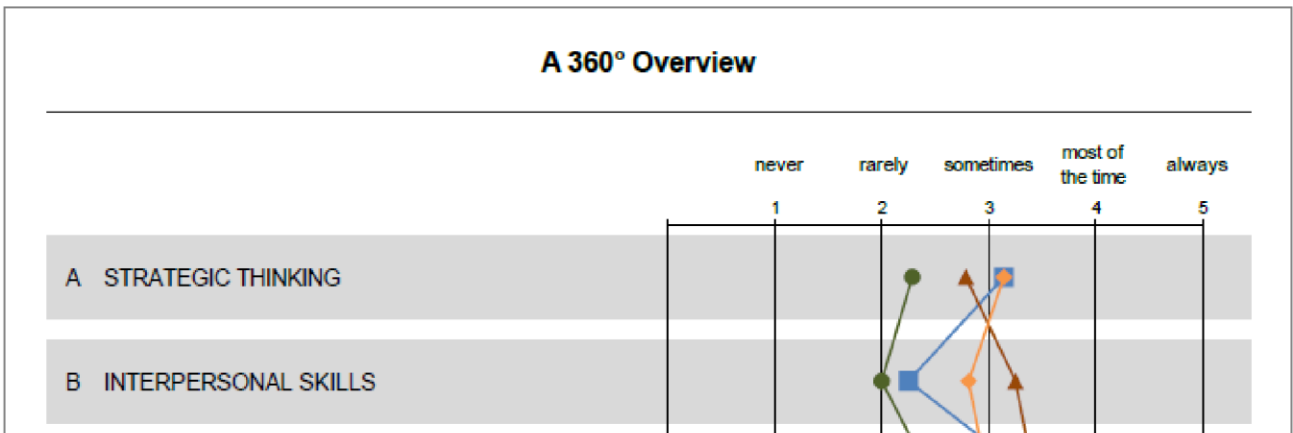 A 360° Overview
never rarely sometimes most of the time always
1 2 3 4 5
A STRATEGIC THINKING
B INTERPERSONAL SKILLS